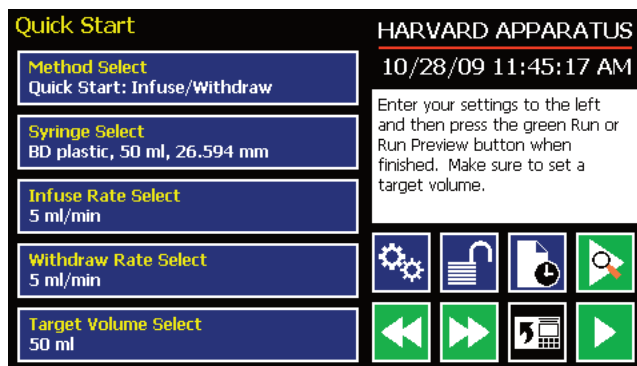 Quick Start
Method Select
Quick Start: Infuse/Withdraw
Syringe Select
BD plastic, 50 ml, 26.594 mm
Infuse Rate Select
5 ml/min
Withdraw Rate Select
5 ml/min
Target Volume Select
50 ml
HARVARD APPARATUS
10/28/09 11:45:17 AM
Enter your settings to the left
and then press the green Run or
Run Preview button when
finished. Make sure to set a
target volume.